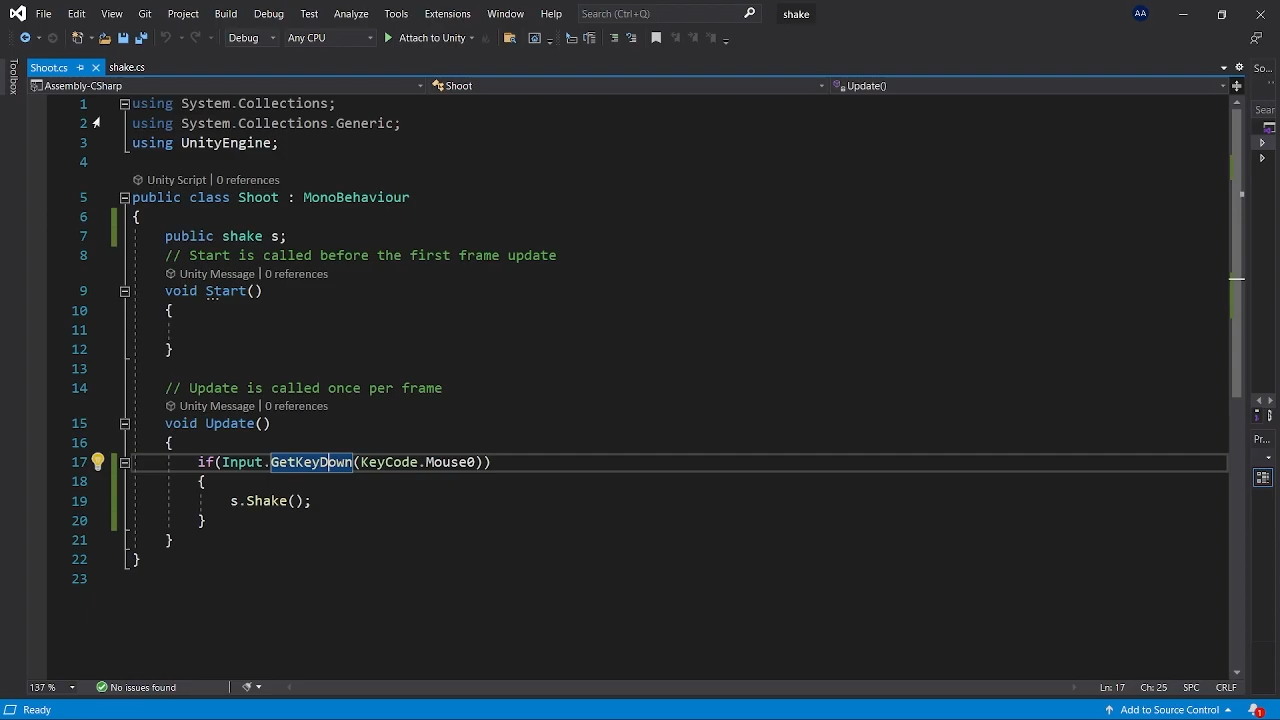 File Edit View Git Project Build Debug Test Analyze Tools Extensions Window Help Search (Ctrl+Q) shake AA
Debug Any CPU Attach to Unity
Toolbox
Shoot.cs shake.cs So...
Assembly-CSharp Shoot Update()
1 using System.Collections;
2 using System.Collections.Generic;
3 using UnityEngine;
4
Unity Script | 0 references
5 public class Shoot : MonoBehaviour
6 {
7 public shake s;
8 // Start is called before the first frame update
Unity Message | 0 references
9 void Start()
10 {
11
12 }
13
14 // Update is called once per frame
Unity Message | 0 references
15 void Update()
16 {
17 if(Input.GetKeyDown(KeyCode.Mouse0))
18 {
19 s.Shake();
20 }
21 }
22 }
23
Sear
Pr...
137 % No issues found Ln: 17 Ch: 25 SPC CRLF
Ready Add to Source Control 1